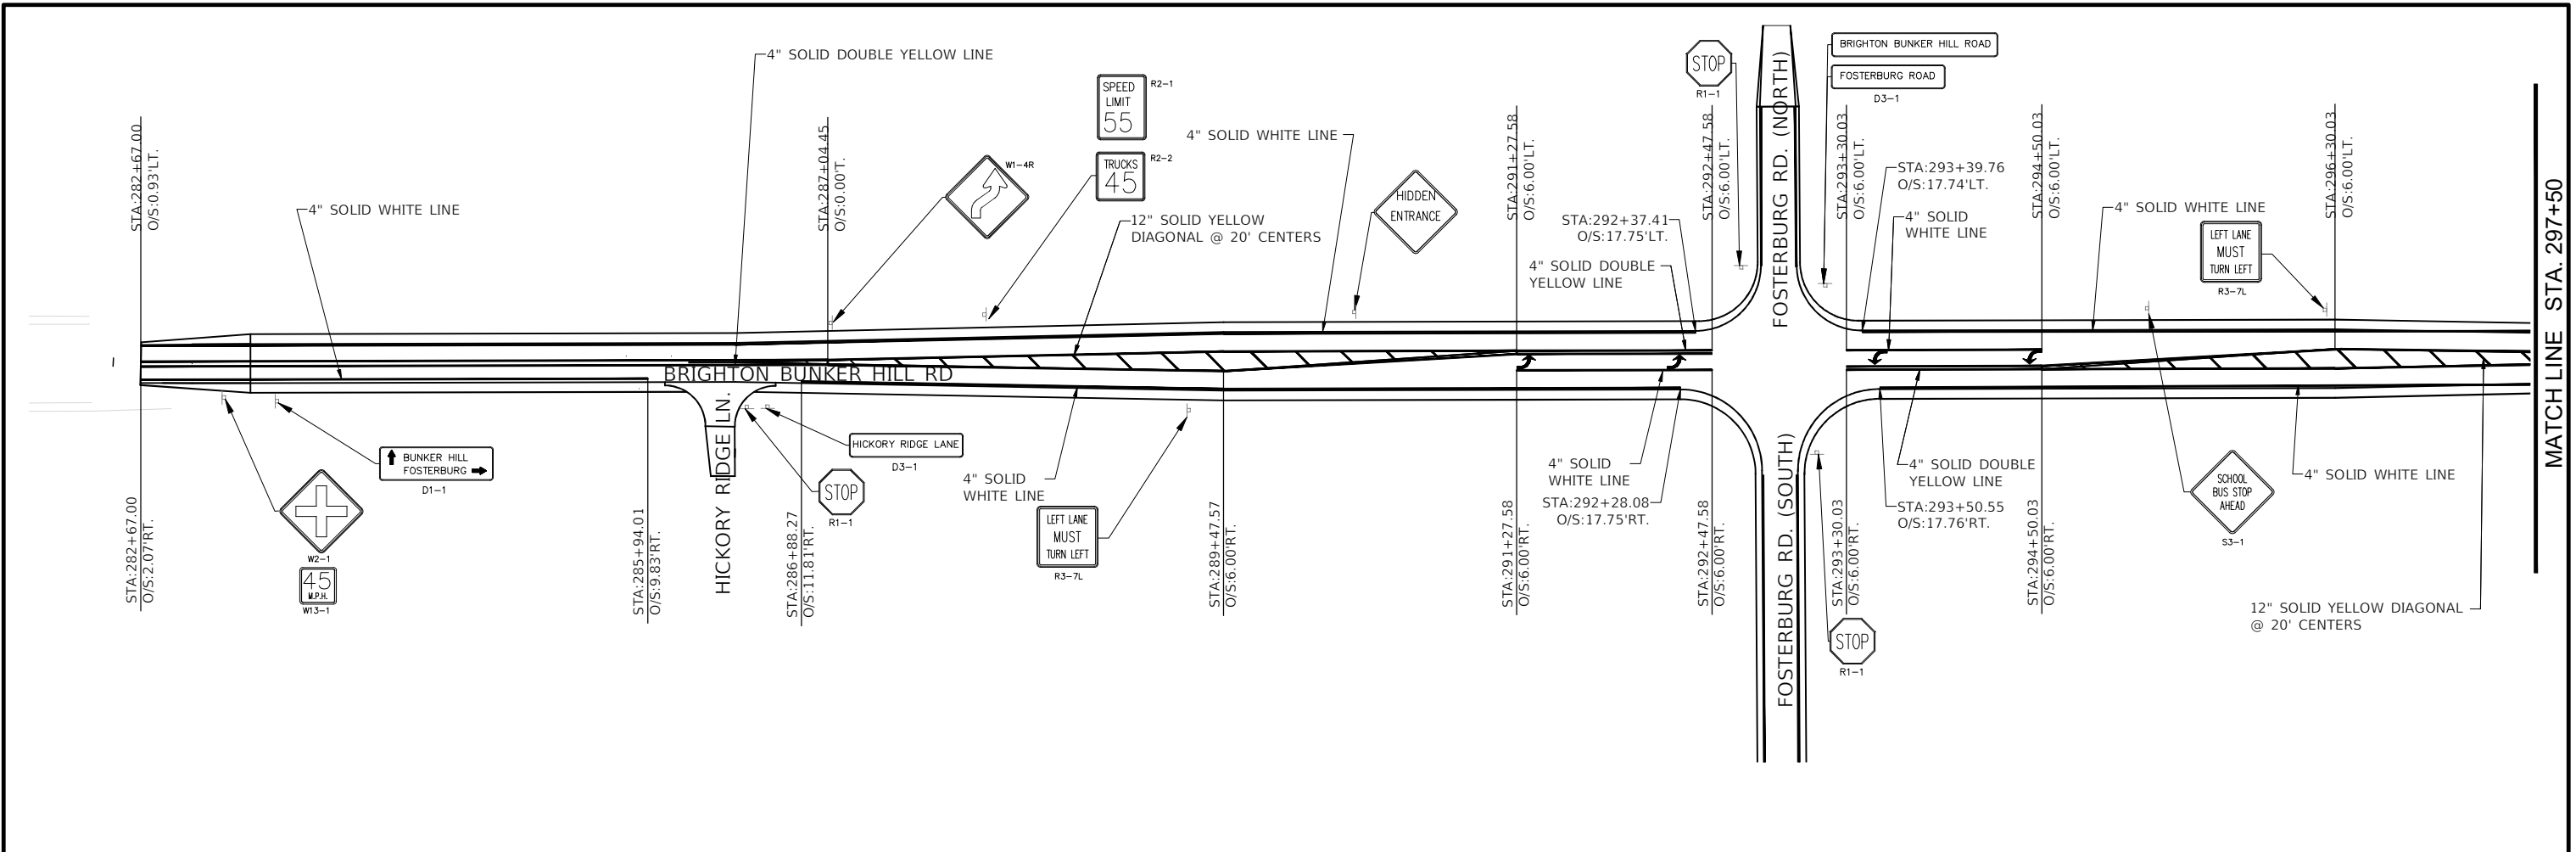 4" SOLID DOUBLE YELLOW LINE
STA:282+67.00
O/S:0.93'LT.
4" SOLID WHITE LINE
STA:287+04.45
O/S:0.00'T.
W1-4R
SPEED
LIMIT
55
R2-1
TRUCKS
45
R2-2
4" SOLID WHITE LINE
12" SOLID YELLOW
DIAGONAL @ 20' CENTERS
HIDDEN
ENTRANCE
STA:291+27.58
O/S:6.00'LT.
STA:292+37.41
O/S:17.75'LT.
4" SOLID DOUBLE
YELLOW LINE
STOP
R1-1
STA:292+47.58
O/S:6.00'LT.
FOSTERBURG RD. (NORTH)
BRIGHTON BUNKER HILL ROAD
FOSTERBURG ROAD
D3-1
STA:293+30.03
O/S:6.00'LT.
STA:293+39.76
O/S:17.74'LT.
4" SOLID
WHITE LINE
STA:294+50.03
O/S:6.00'LT.
4" SOLID WHITE LINE
LEFT LANE
MUST
TURN LEFT
R3-7L
STA:296+30.03
O/S:6.00'LT.
MATCH LINE STA. 297+50
BRIGHTON BUNKER HILL RD
STA:282+67.00
O/S:2.07'RT.
W2-1
45
M.P.H.
W13-1
BUNKER HILL
FOSTERBURG
D1-1
STA:285+94.01
O/S:9.83'RT.
HICKORY RIDGE LN.
STA:286+88.27
O/S:11.81'RT.
HICKORY RIDGE LANE
D3-1
STOP
R1-1
4" SOLID
WHITE LINE
LEFT LANE
MUST
TURN LEFT
R3-7L
STA:289+47.57
O/S:6.00'RT.
STA:291+27.58
O/S:6.00'RT.
4" SOLID
WHITE LINE
STA:292+28.08
O/S:17.75'RT.
STA:292+47.58
O/S:6.00'RT.
FOSTERBURG RD. (SOUTH)
STA:293+30.03
O/S:6.00'RT.
STOP
R1-1
4" SOLID DOUBLE
YELLOW LINE
STA:293+50.55
O/S:17.76'RT.
STA:294+50.03
O/S:6.00'RT.
SCHOOL
BUS STOP
AHEAD
S3-1
4" SOLID WHITE LINE
12" SOLID YELLOW DIAGONAL
@ 20' CENTERS